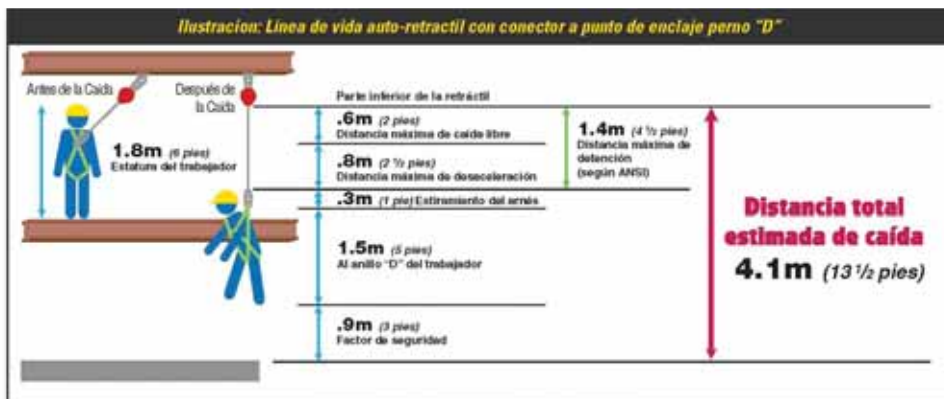 Ilustracion: Línea de vida auto-retractil con conector a punto de enclaje perno "D"
Antes de la Caída
Después de
la Caída
1.8m (6 pies)
Estatura del trabajador
Parte inferior de la retráctil
.6m (2 pies)
Distancia máxima de caída libre
.8m (2 ½ pies)
Distancia máxima de desaceleración
.3m (1 pie) Estiramiento del arnés
1.5m (5 pies)
Al anillo "D" del trabajador
.9m (3 pies)
Factor de seguridad
1.4m (4 ½ pies)
Distancia máxima de
detención
(según ANSI)
Distancia total
estimada de caída
4.1m (13 ½ pies)